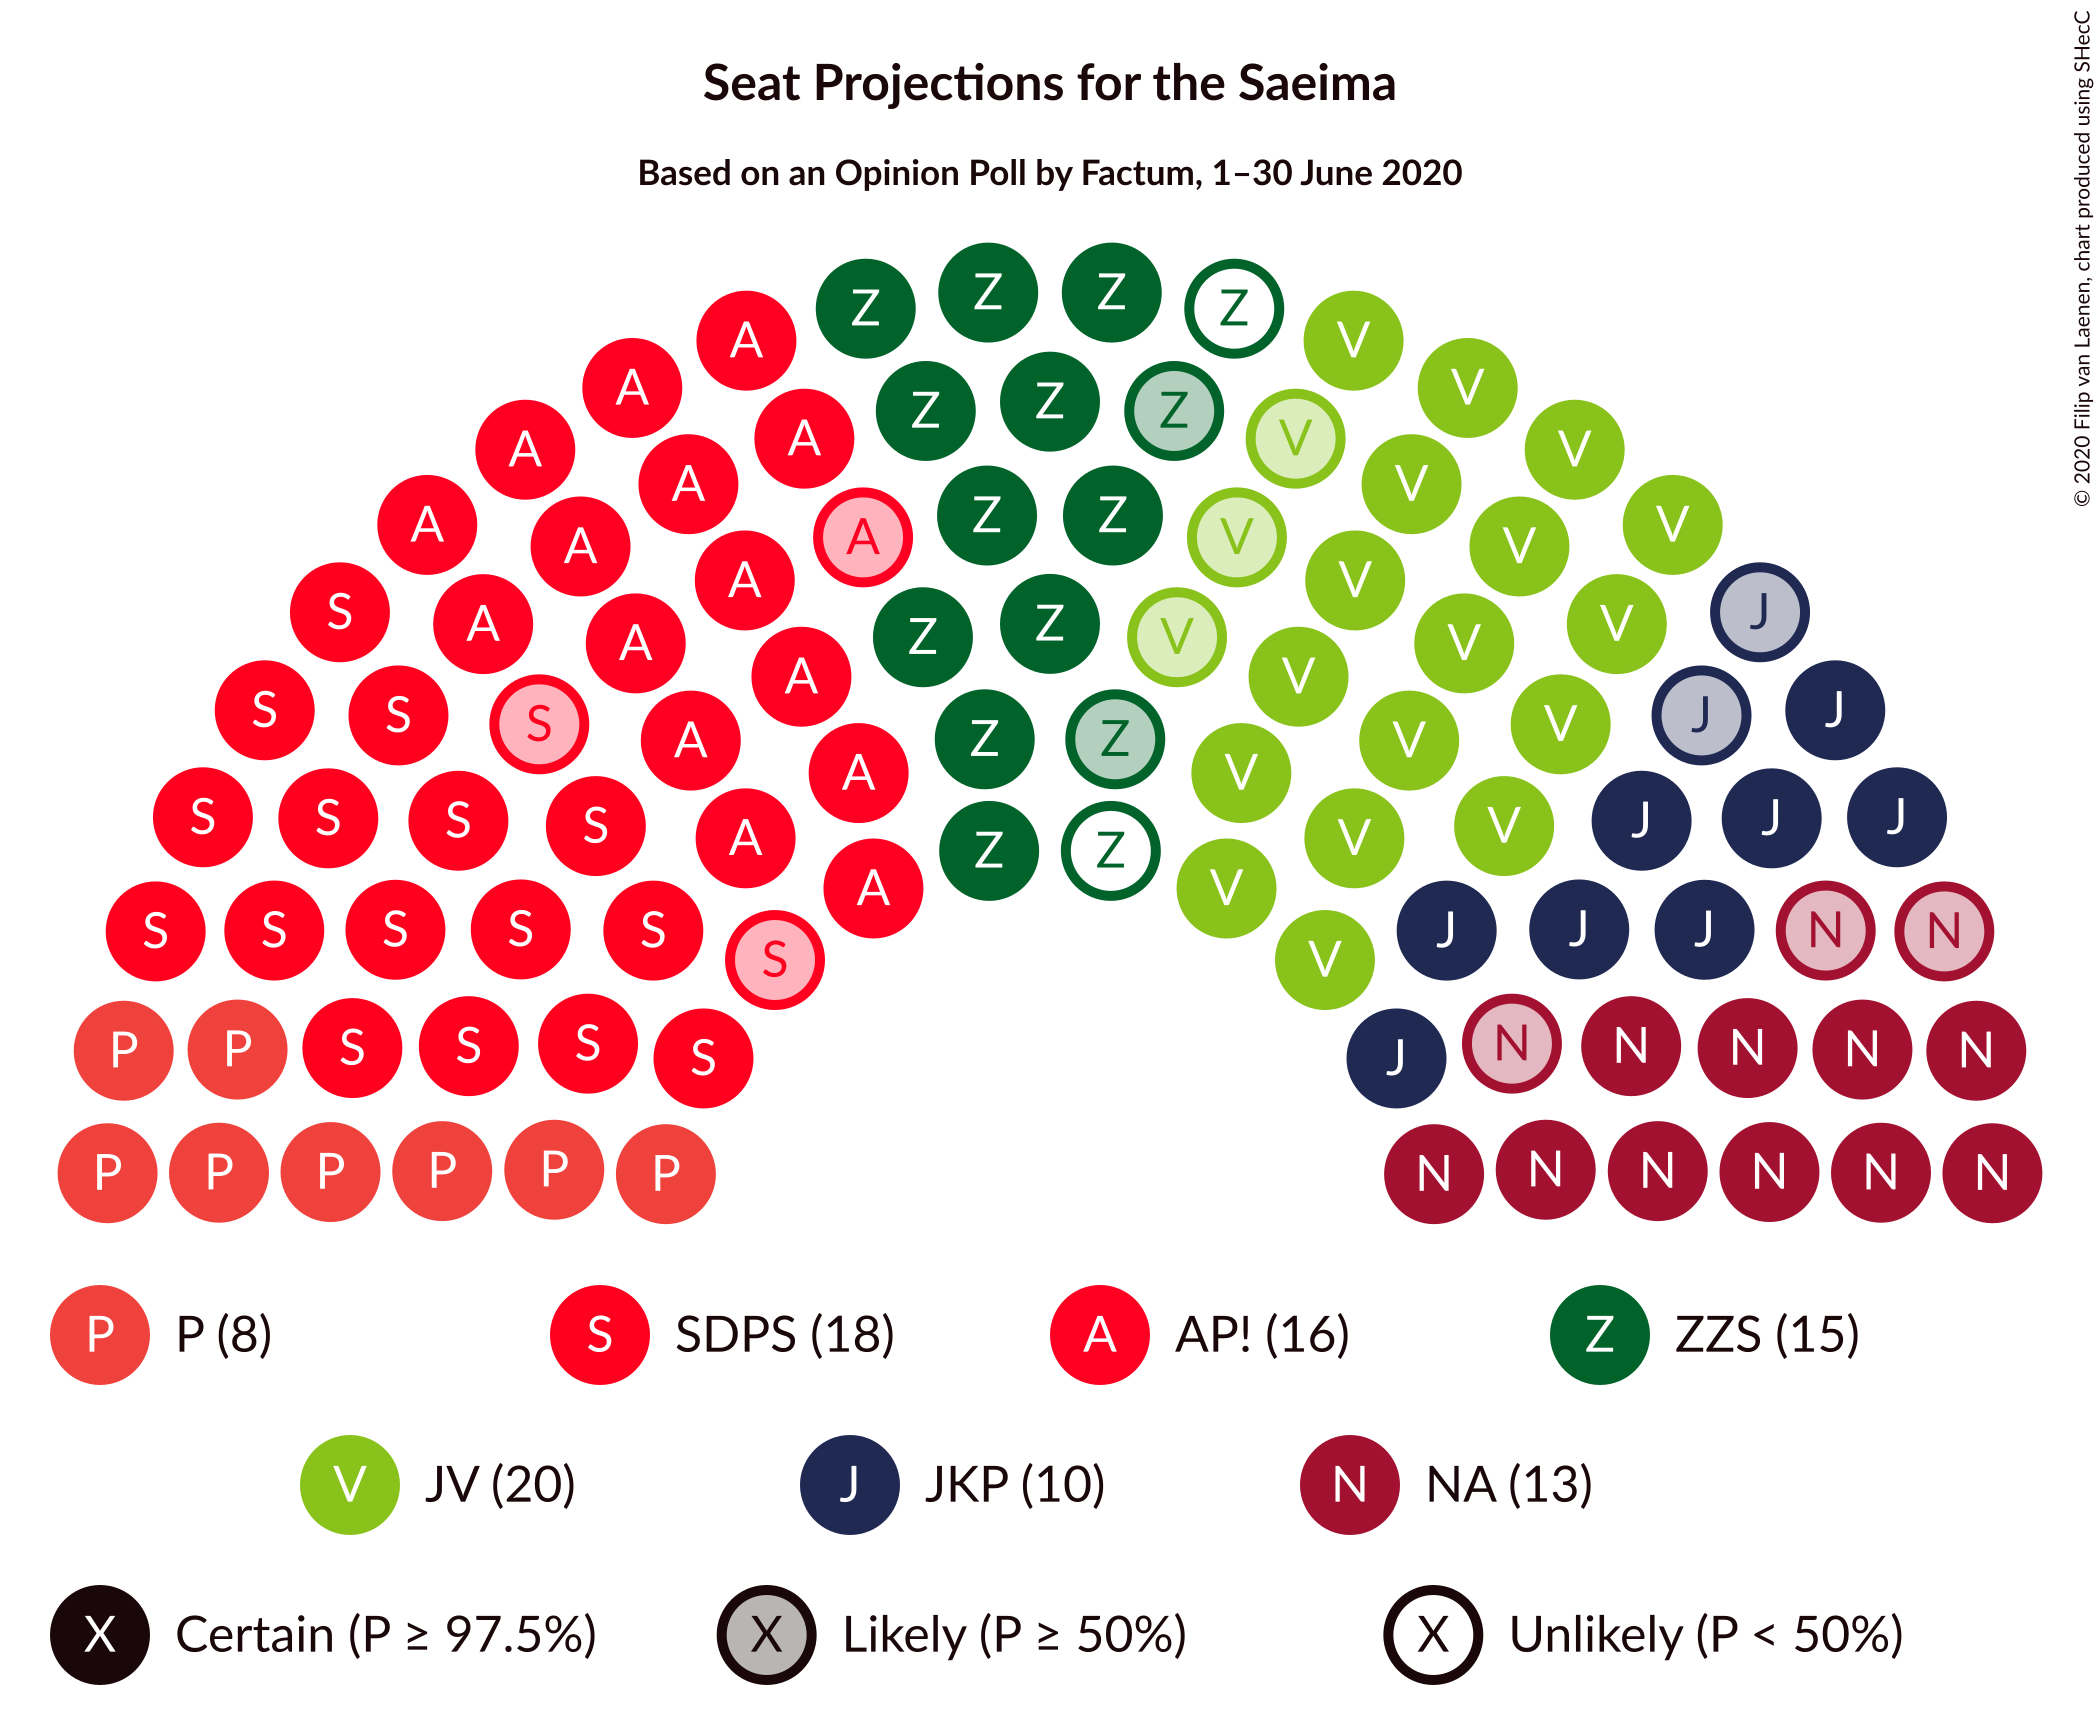 © 2020 Filip van Laenen, chart produced using SHecC
Seat Projections for the Saeima
Based on an Opinion Poll by Factum, 1–30 June 2020
Z Z Z Z
A V
A V
Z Z Z
A A V V
A V
A A Z Z V V
A V
A V
S A A Z Z V V V J
A V
S S S A Z Z V V J J
A V
S S S S A Z Z V V J J J
A V
S S S S S S V J J J N N
P P S S S S J N N N N N
P P P P P P N N N N N N
P P (8) S SDPS (18) A AP! (16) Z ZZS (15)
V JV (20) J JKP (10) N NA (13)
X Certain (P ≥ 97.5%) X Likely (P ≥ 50%) X Unlikely (P < 50%)